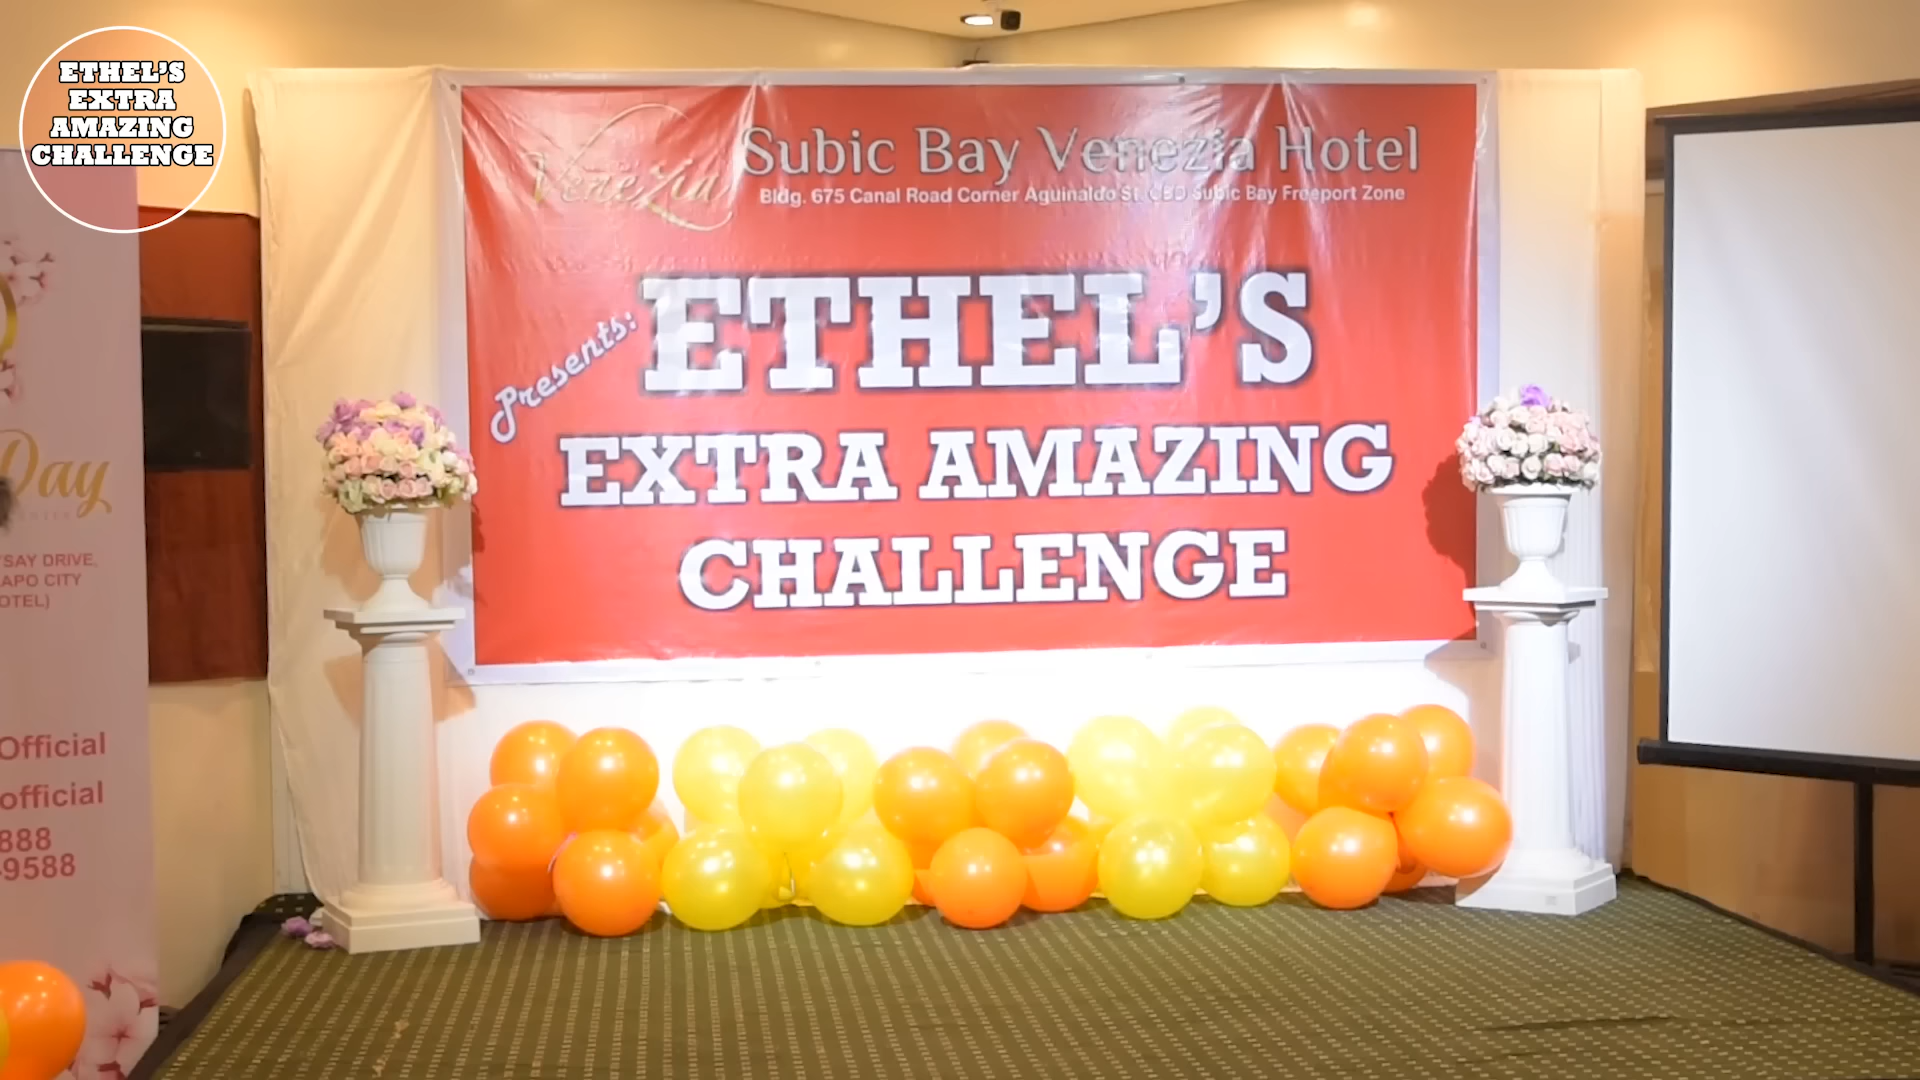 ETHEL'S
EXTRA
AMAZING
CHALLENGE
Venezia
Subic Bay Venezia Hotel
Bldg. 675 Canal Road Corner Aguinaldo St. CBD Subic Bay Freeport Zone
Presents:
ETHEL'S
EXTRA AMAZING
CHALLENGE
Day
SAY DRIVE,
APO CITY
OTEL)
Official
official
888
-9588